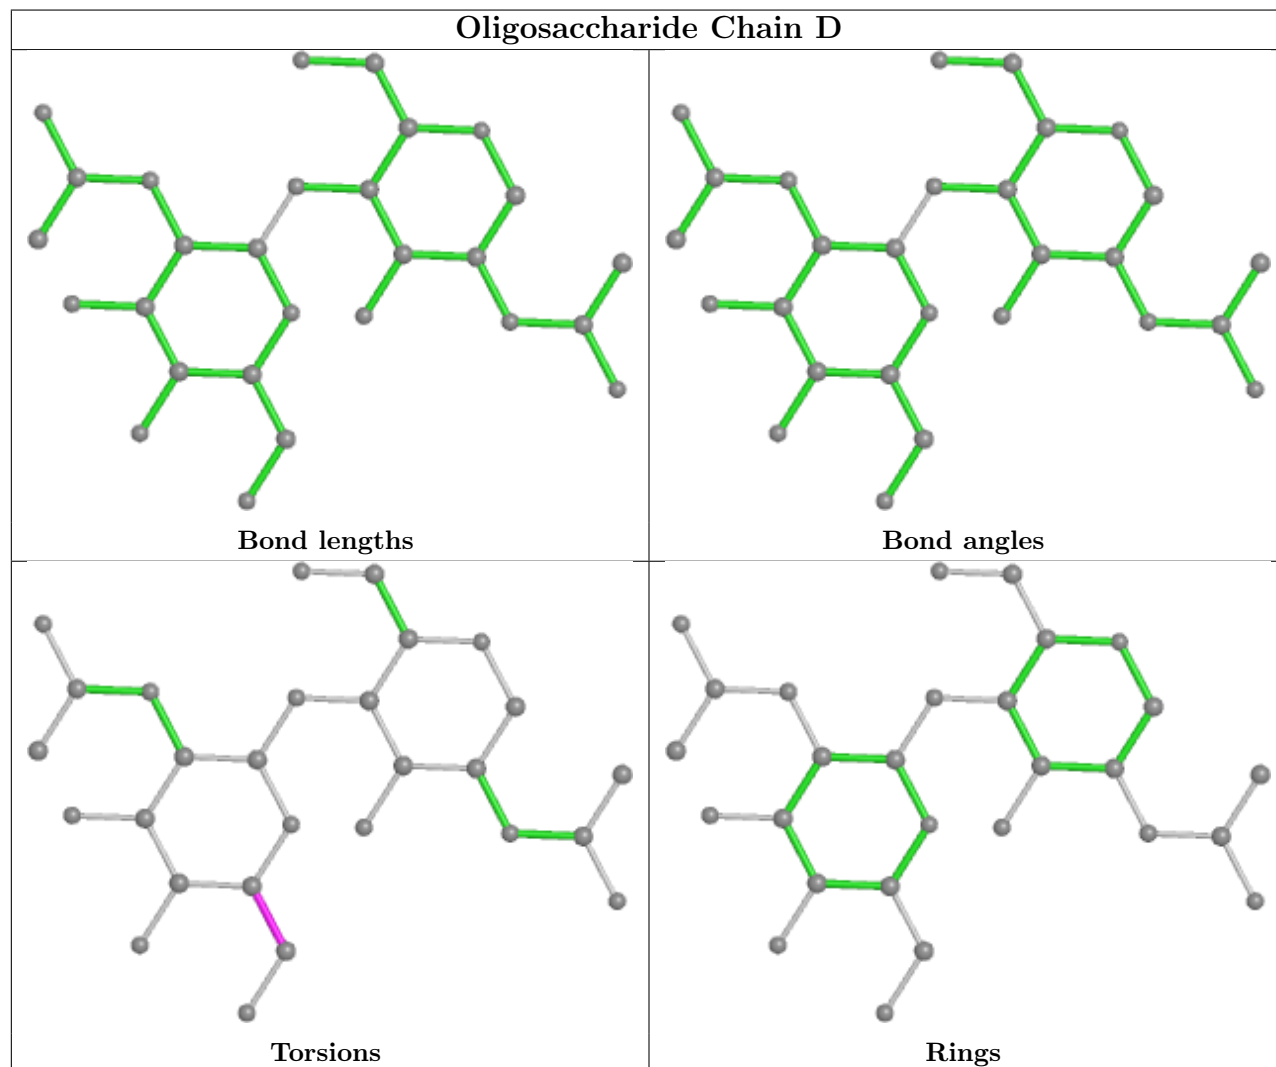 Oligosaccharide Chain D
Bond lengths
Bond angles
Torsions
Rings